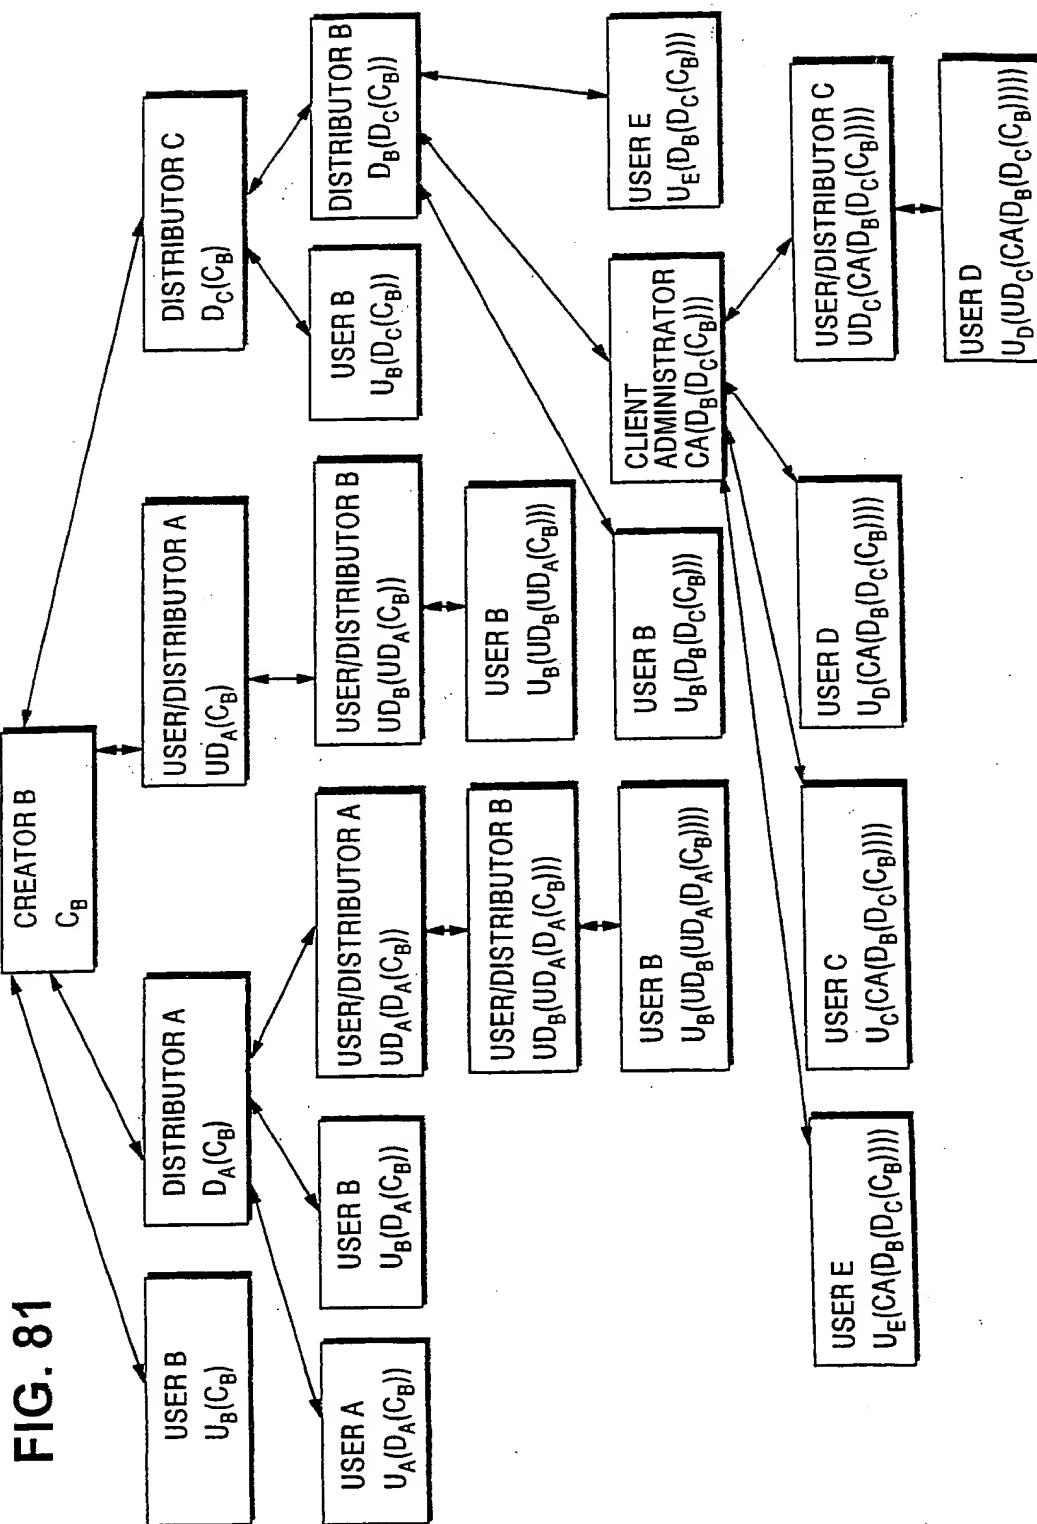 FIG. 81
CREATOR B
C_B
USER B
U_B(C_B)
DISTRIBUTOR A
D_A(C_B)
USER/DISTRIBUTOR A
UD_A(C_B)
DISTRIBUTOR C
D_C(C_B)
USER A
U_A(D_A(C_B))
USER B
U_B(D_A(C_B))
USER/DISTRIBUTOR A
UD_A(D_A(C_B))
USER/DISTRIBUTOR B
UD_B(UD_A(C_B))
USER B
U_B(D_C(C_B))
DISTRIBUTOR B
D_B(D_C(C_B))
USER/DISTRIBUTOR B
UD_B(UD_A(D_A(C_B)))
USER B
U_B(UD_B(UD_A(C_B)))
USER B
U_B(UD_B(UD_A(D_A(C_B))))
USER B
U_B(D_B(D_C(C_B)))
CLIENT
ADMINISTRATOR
CA(D_B(D_C(C_B)))
USER E
U_E(D_B(D_C(C_B)))
USER E
U_E(CA(D_B(D_C(C_B))))
USER C
U_C(CA(D_B(D_C(C_B))))
USER D
U_D(CA(D_B(D_C(C_B))))
USER/DISTRIBUTOR C
UD_C(CA(D_B(D_C(C_B))))
USER D
U_D(UD_C(CA(D_B(D_C(C_B)))))